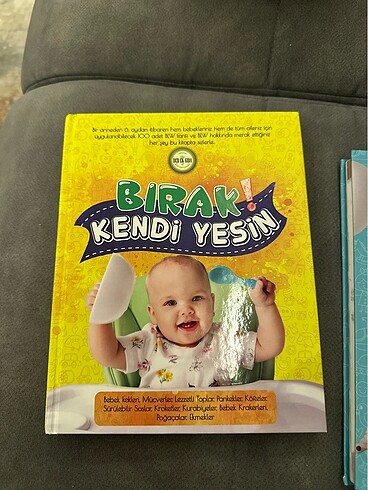 Bir anneden 6. aydan itibaren hem bebekleriniz hem de tüm aileniz için
uygulanabilecek 100 adet BLW tarifi ve BLW hakkında merak ettiğiniz
her şey bu kitapta sizlerle.
BIRAK!
KENDİ YESİN
Bebek kekleri, Mücverler, Lezzetli Toplar, Pankekler, Köfteler,
Sürülebilir Soslar, Kroketler, Kurabiyeler, Bebek Krakerleri,
Poğaçalar, Ekmekler